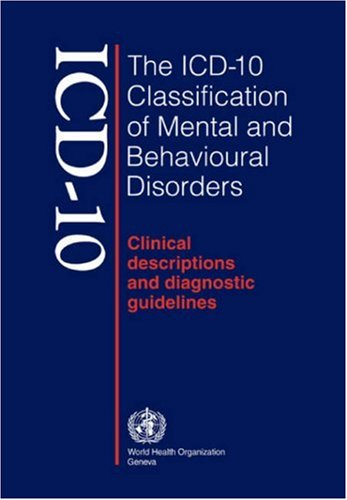 ICD-10
The ICD-10
Classification
of Mental and
Behavioural
Disorders
Clinical
descriptions
and diagnostic
guidelines
World Health Organization
Geneva